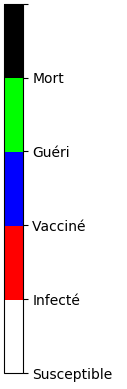 Mort
Guéri
Vacciné
Infecté
Susceptible